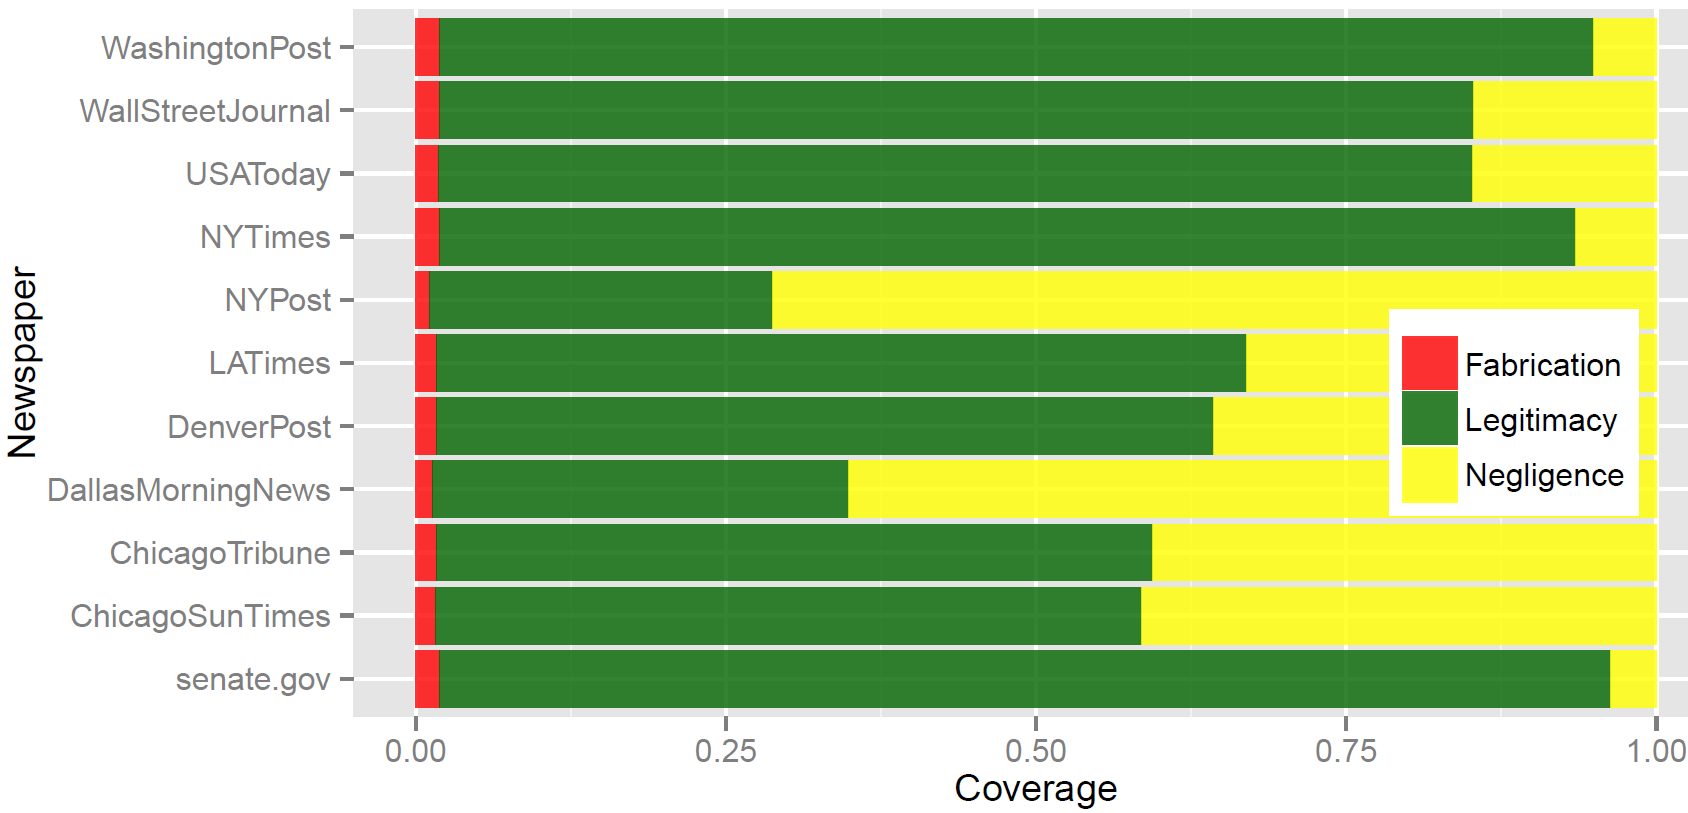 WashingtonPost
WallStreetJournal
USAToday
NYTimes
NYPost
LATimes
DenverPost
DallasMorningNews
ChicagoTribune
ChicagoSunTimes
senate.gov
Newspaper
Fabrication
Legitimacy
Negligence
0.00 0.25 0.50 0.75 1.00
Coverage